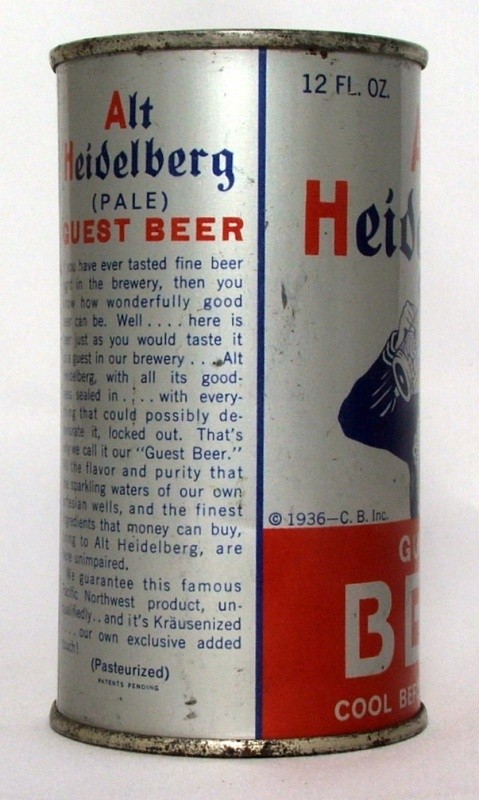 Alt
Heidelberg
(PALE)
GUEST BEER
you have ever tasted fine beer
in the brewery, then you
how wonderfully good
can be. Well .... here is
just as you would taste it
guest in our brewery ... Alt
with all its good-
sealed in .... with every-
that could possibly de-
it, locked out. That's
we call it our "Guest Beer."
the flavor and purity that
sparkling waters of our own
wells, and the finest
that money can buy,
to Alt Heidelberg, are
unimpaired.
We guarantee this famous
Northwest product, un-
.. and it's Kräusenized
... our own exclusive added
(Pasteurized)
PATENTS PENDING
12 FL. OZ.
A
Heid
© 1936—C. B. Inc.
GU
BE
COOL BEF